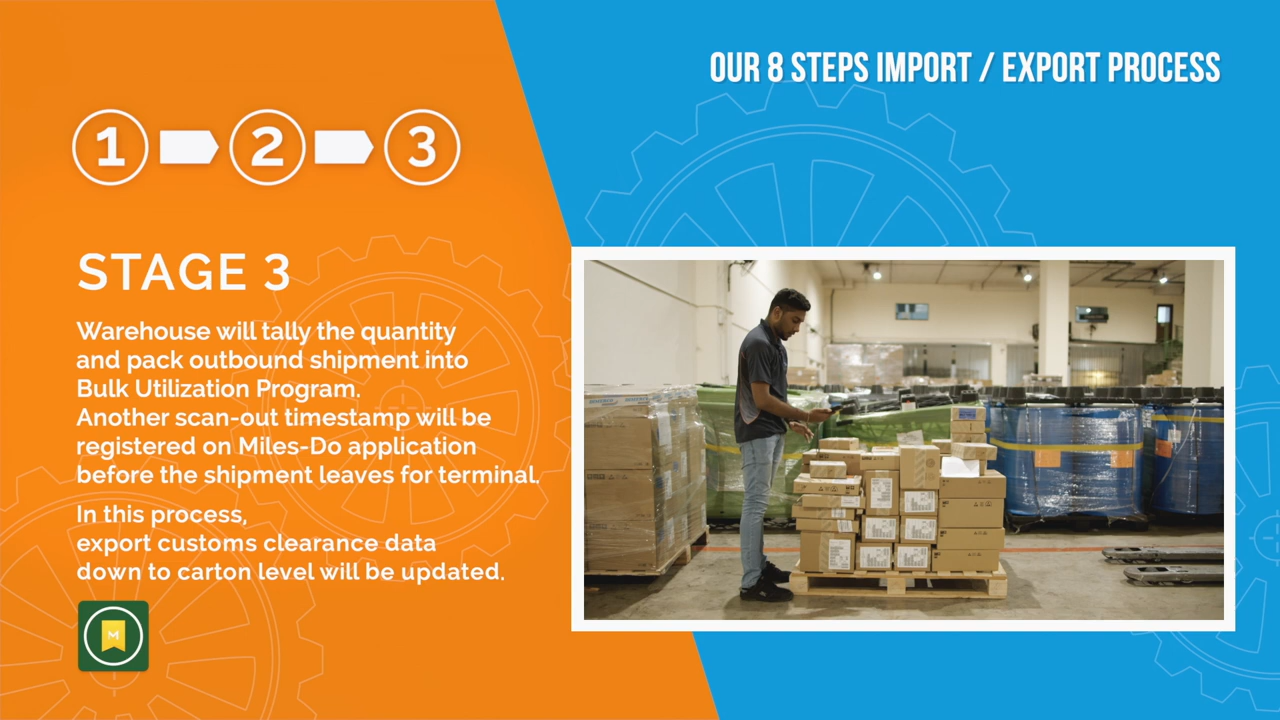 OUR 8 STEPS IMPORT / EXPORT PROCESS
1 2 3
STAGE 3
Warehouse will tally the quantity
and pack outbound shipment into
Bulk Utilization Program.
Another scan-out timestamp will be
registered on Miles-Do application
before the shipment leaves for terminal.
In this process,
export customs clearance data
down to carton level will be updated.
M